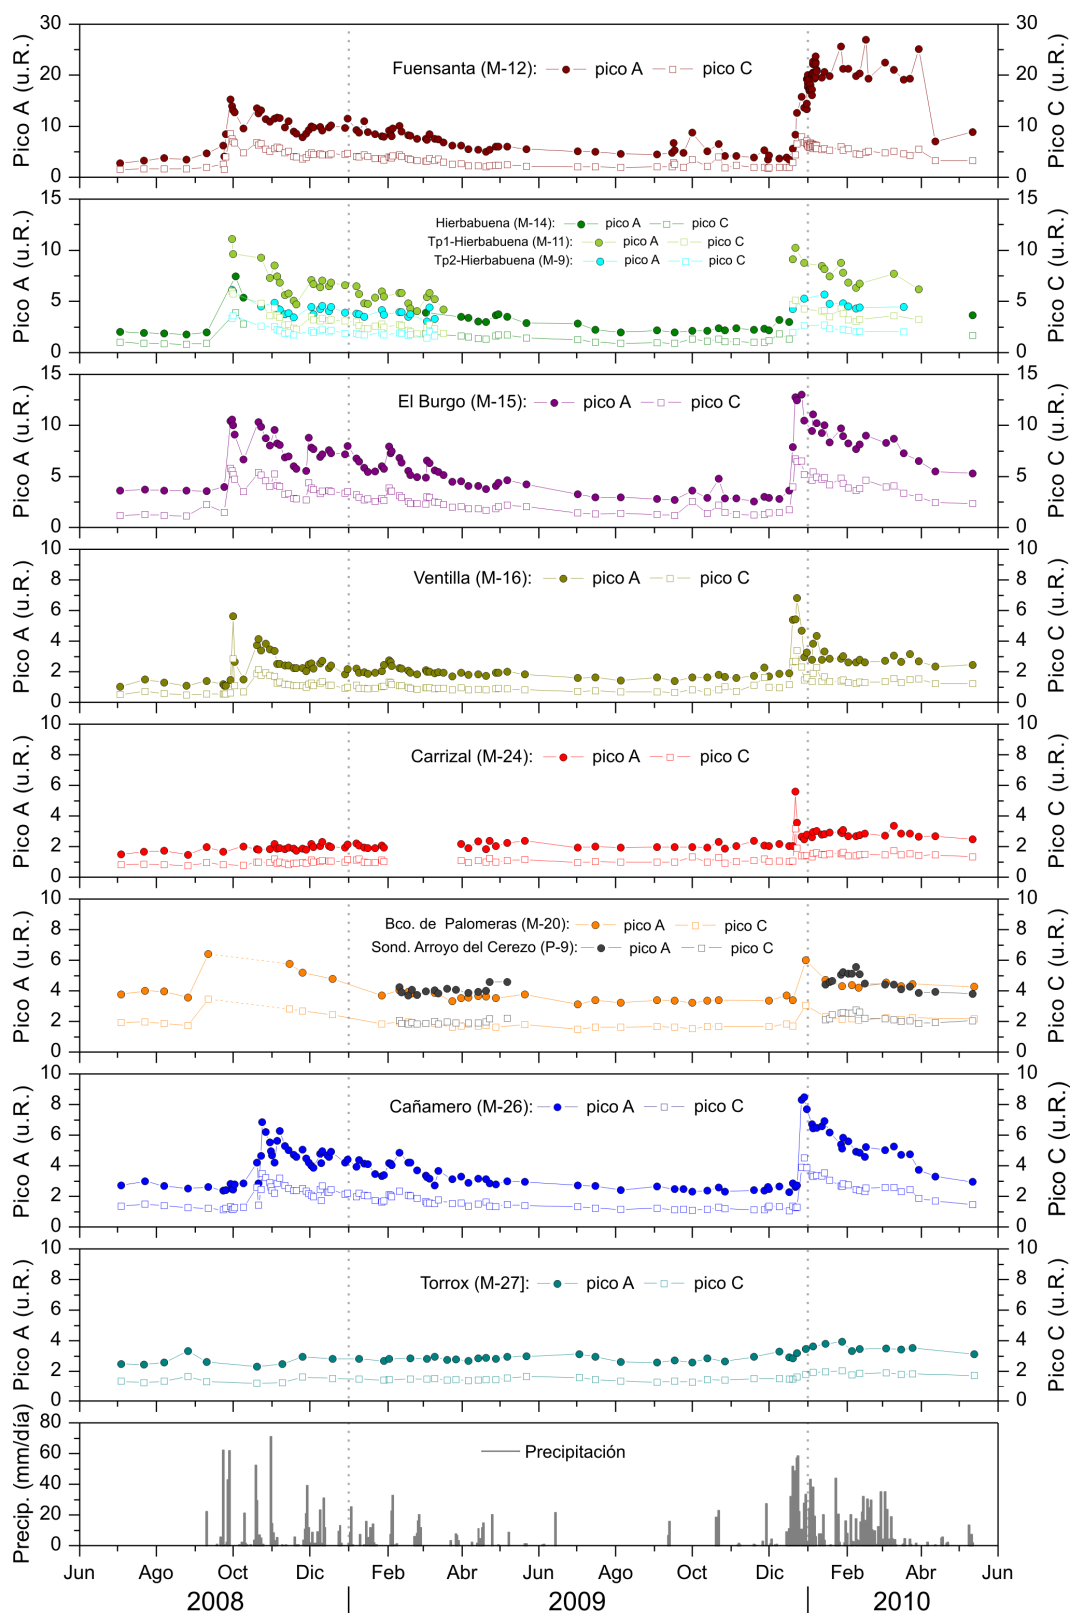 30
20
10
0
Pico A (u.R.)
Fuensanta (M-12): pico A pico C
30
20
10
0
Pico C (u.R.)
15
10
5
0
Pico A (u.R.)
Hierbabuena (M-14): pico A pico C
Tp1-Hierbabuena (M-11): pico A pico C
Tp2-Hierbabuena (M-9): pico A pico C
15
10
5
0
Pico C (u.R.)
15
10
5
0
Pico A (u.R.)
El Burgo (M-15): pico A pico C
15
10
5
0
Pico C (u.R.)
10
8
6
4
2
0
Pico A (u.R.)
Ventilla (M-16): pico A pico C
10
8
6
4
2
0
Pico C (u.R.)
10
8
6
4
2
0
Pico A (u.R.)
Carrizal (M-24): pico A pico C
10
8
6
4
2
0
Pico C (u.R.)
10
8
6
4
2
0
Pico A (u.R.)
Bco. de Palomeras (M-20): pico A pico C
Sond. Arroyo del Cerezo (P-9): pico A pico C
10
8
6
4
2
0
Pico C (u.R.)
10
8
6
4
2
0
Pico A (u.R.)
Cañamero (M-26): pico A pico C
10
8
6
4
2
0
Pico C (u.R.)
10
8
6
4
2
0
Pico A (u.R.)
Torrox (M-27]: pico A pico C
10
8
6
4
2
0
Pico C (u.R.)
80
60
40
20
0
Precip. (mm/día)
Precipitación
Jun Ago Oct Dic Feb Abr Jun Ago Oct Dic Feb Abr Jun
2008 2009 2010